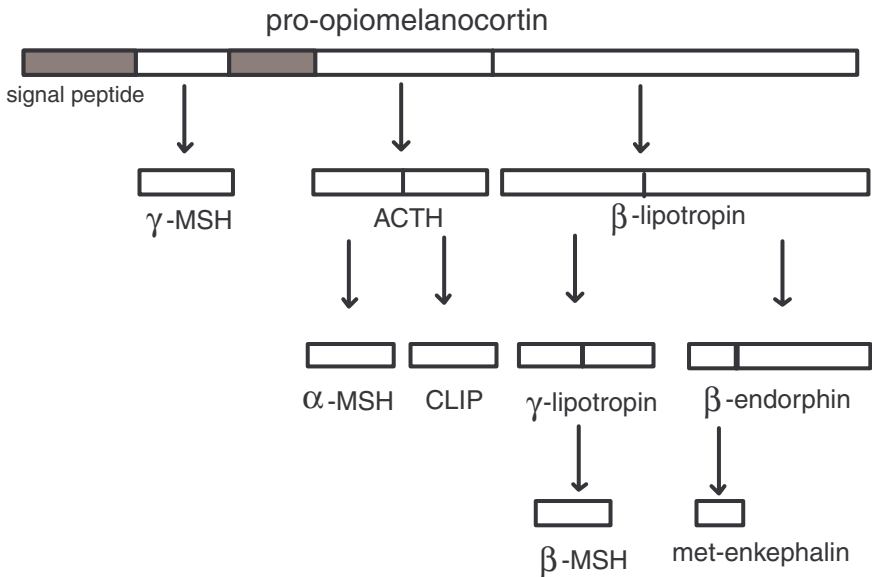 pro-opiomelanocortin
signal peptide
γ-MSH
ACTH
β-lipotropin
α-MSH
CLIP
γ-lipotropin
β-endorphin
β-MSH
met-enkephalin